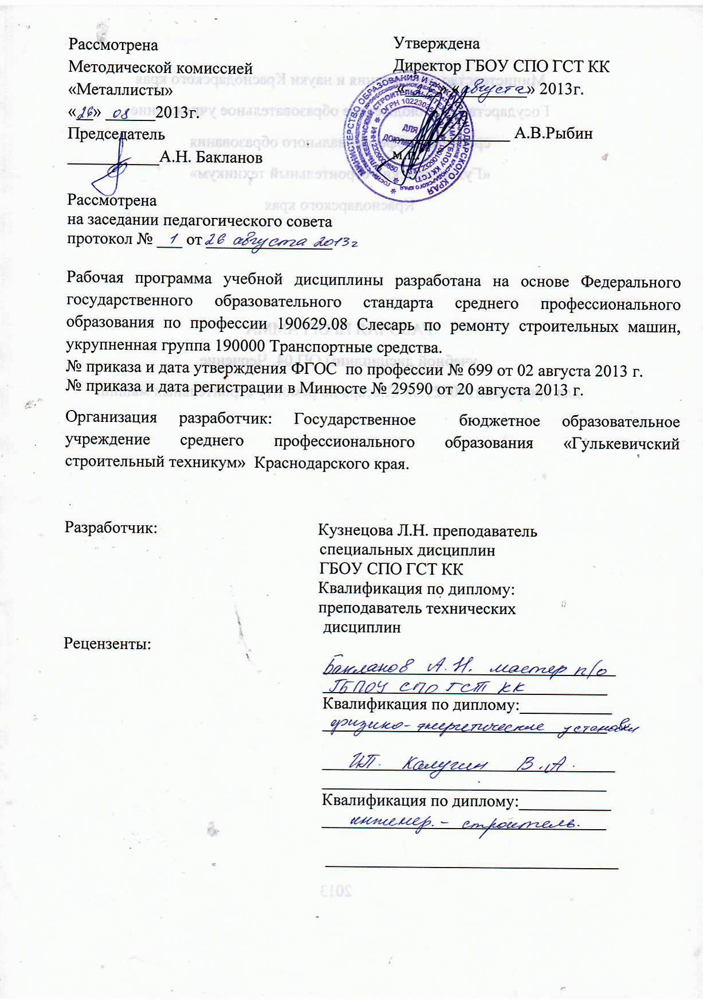 Рассмотрена
Методической комиссией
«Металлисты»
«26» 08 2013г.
Председатель
А.Н. Бакланов
Утверждена
Директор ГБОУ СПО ГСТ КК
августа» 2013г.
А.В.Рыбин
м.п.
ДЛЯ
Рассмотрена
на заседании педагогического совета
протокол № 1 от 26 августа 2013г
Рабочая программа учебной дисциплины разработана на основе Федерального
государственного образовательного стандарта среднего профессионального
образования по профессии 190629.08 Слесарь по ремонту строительных машин,
укрупненная группа 190000 Транспортные средства.
№ приказа и дата утверждения ФГОС по профессии № 699 от 02 августа 2013 г.
№ приказа и дата регистрации в Минюсте № 29590 от 20 августа 2013 г.
Организация разработчик: Государственное бюджетное образовательное
учреждение среднего профессионального образования «Гулькевичский
строительный техникум» Краснодарского края.
Разработчик:
Кузнецова Л.Н. преподаватель
специальных дисциплин
ГБОУ СПО ГСТ КК
Квалификация по диплому:
преподаватель технических
дисциплин
Рецензенты:
Бакланов А.Н. мастер п/о
ГБПОУ СПО ГСТ КК
Квалификация по диплому:
физико-энергетические установки
ИП. Калугин В.А.
Квалификация по диплому:
инженер.- строитель.
2013